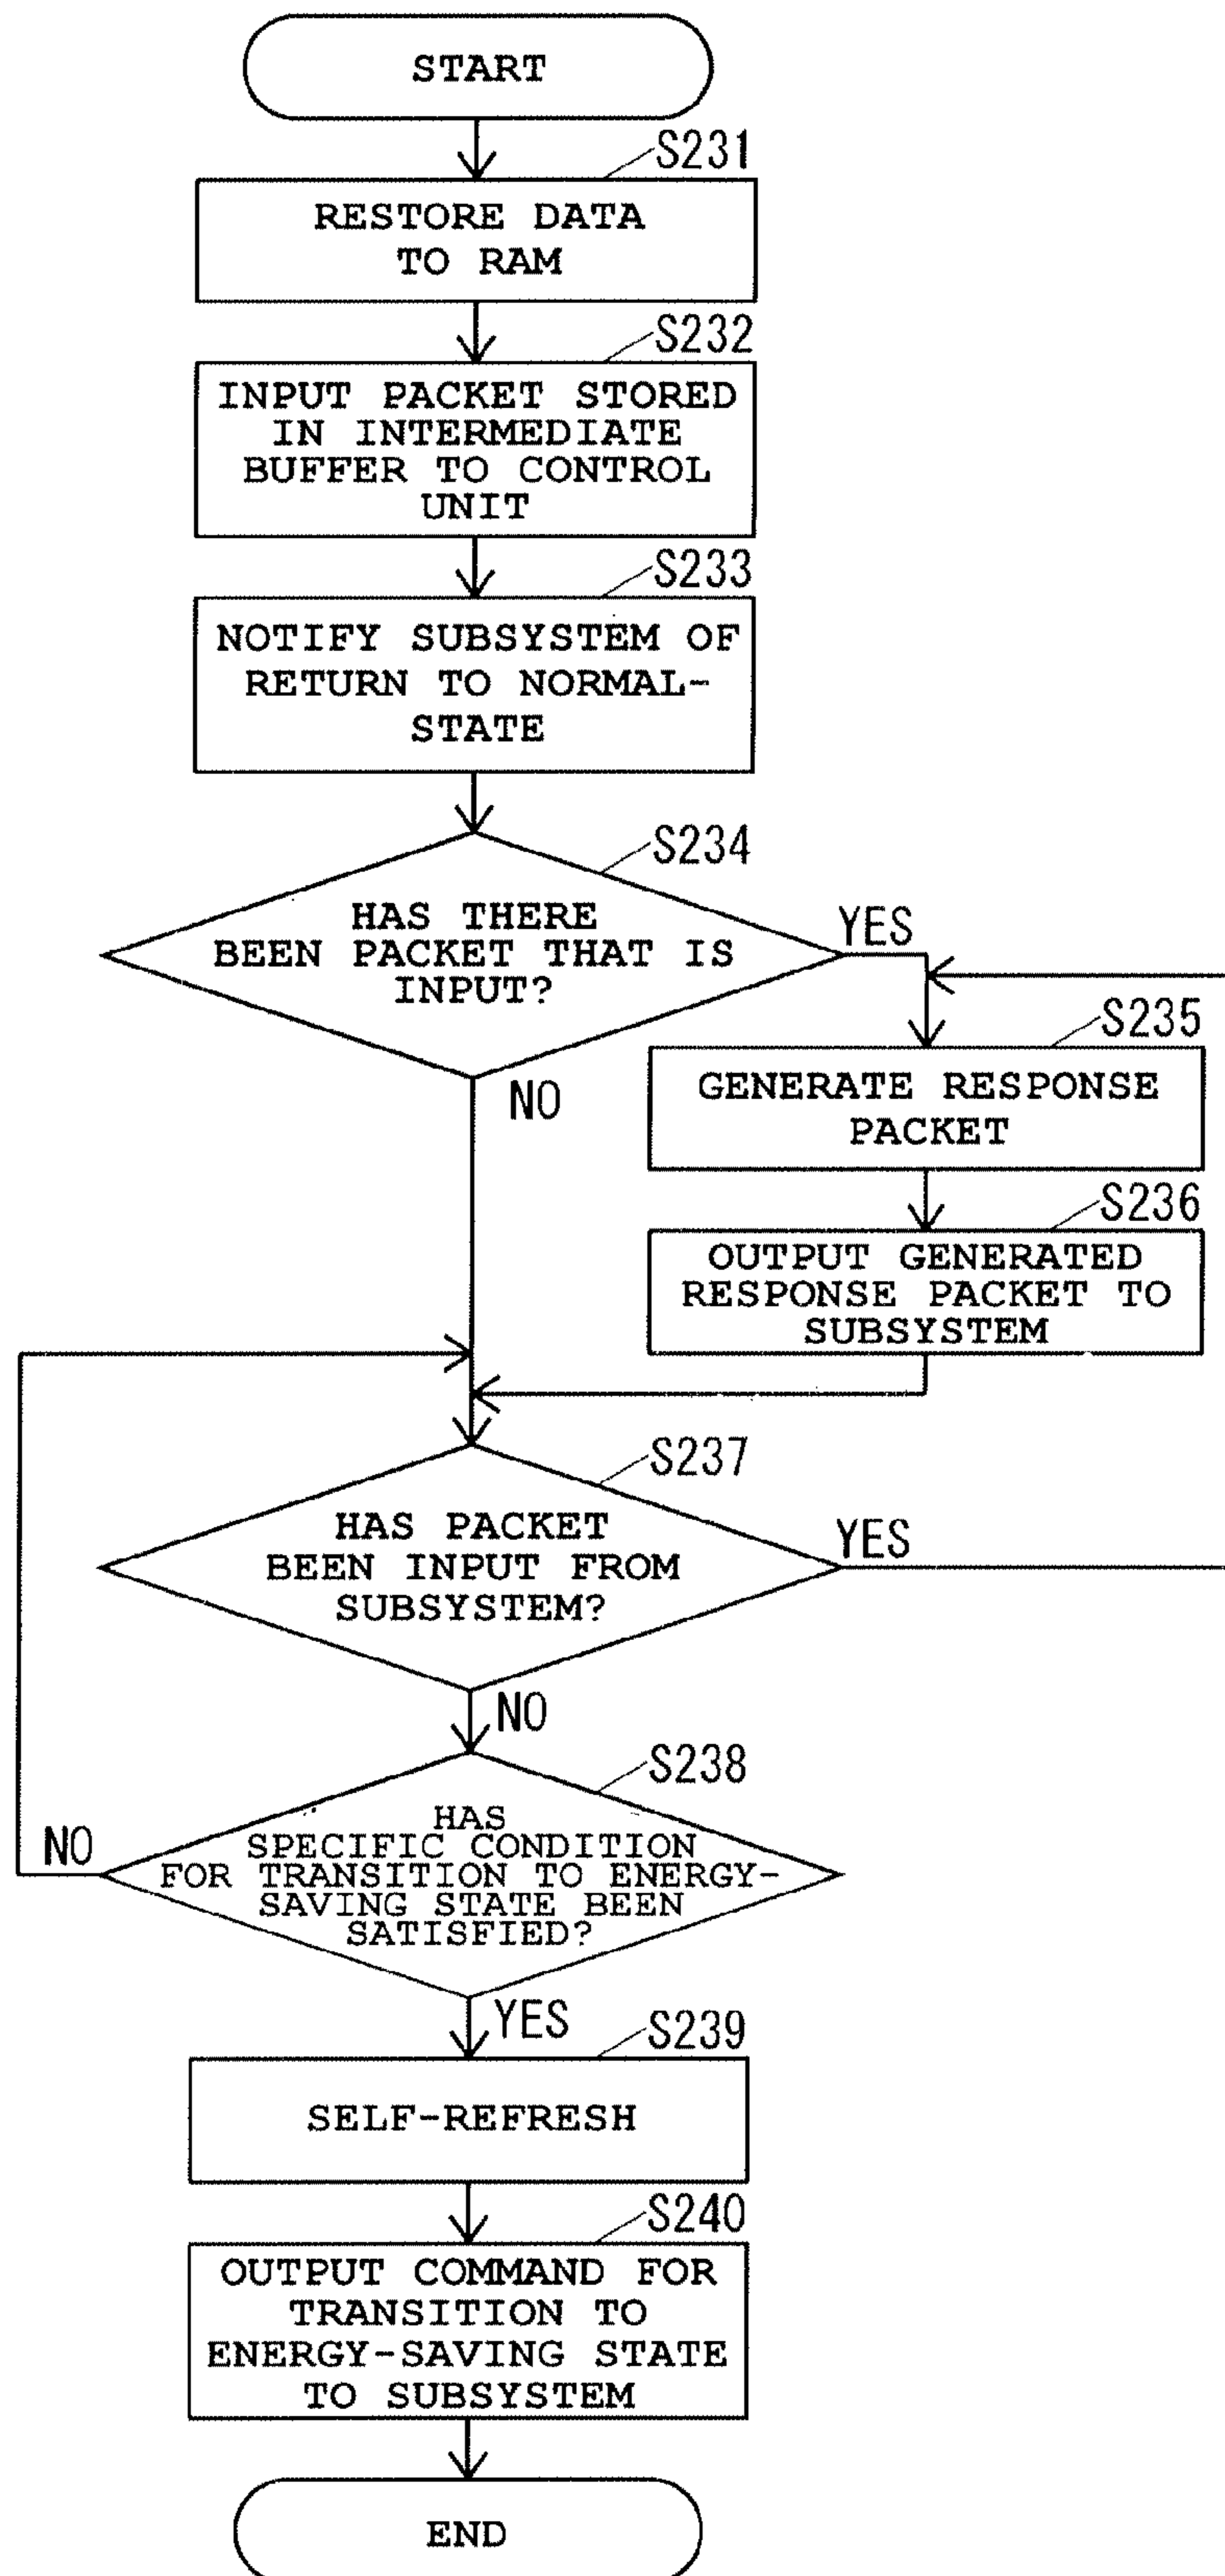 START
S231
RESTORE DATA
TO RAM
S232
INPUT PACKET STORED
IN INTERMEDIATE
BUFFER TO CONTROL
UNIT
S233
NOTIFY SUBSYSTEM OF
RETURN TO NORMAL-
STATE
S234
HAS THERE
BEEN PACKET THAT IS
INPUT?
YES
NO
S235
GENERATE RESPONSE
PACKET
S236
OUTPUT GENERATED
RESPONSE PACKET TO
SUBSYSTEM
S237
HAS PACKET
BEEN INPUT FROM
SUBSYSTEM?
YES
NO
S238
HAS
SPECIFIC CONDITION
FOR TRANSITION TO ENERGY-
SAVING STATE BEEN
SATISFIED?
NO
YES
S239
SELF-REFRESH
S240
OUTPUT COMMAND FOR
TRANSITION TO
ENERGY-SAVING STATE
TO SUBSYSTEM
END